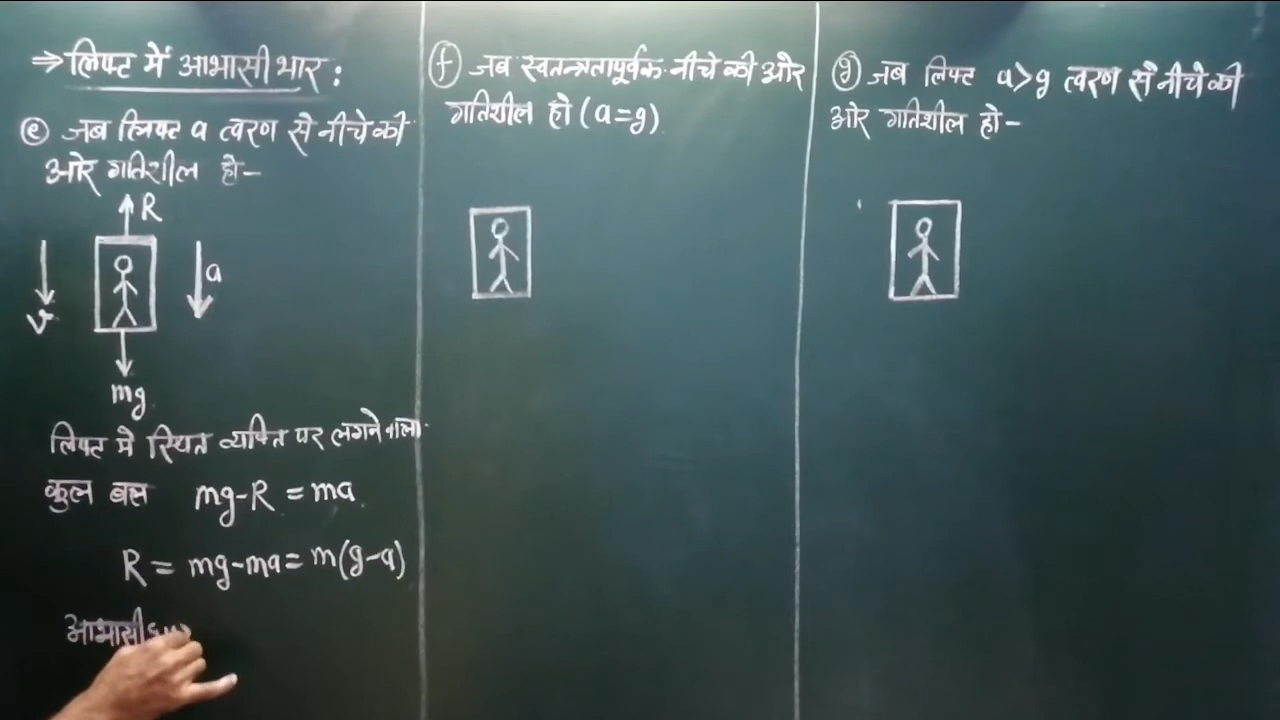 ⇒ लिफ्ट में आभासी भार :
(e) जब लिफ्ट a त्वरण से नीचे की
ओर गतिशील हो-
R
v
a
mg
लिफ्ट में स्थित व्यक्ति पर लगने वाला
कुल बल mg-R = ma
R = mg-ma = m(g-a)
आभासी
(f) जब स्वतन्त्रतापूर्वक नीचे की ओर
गतिशील हो (a=g)
(g) जब लिफ्ट a>g त्वरण से नीचे की
ओर गतिशील हो-